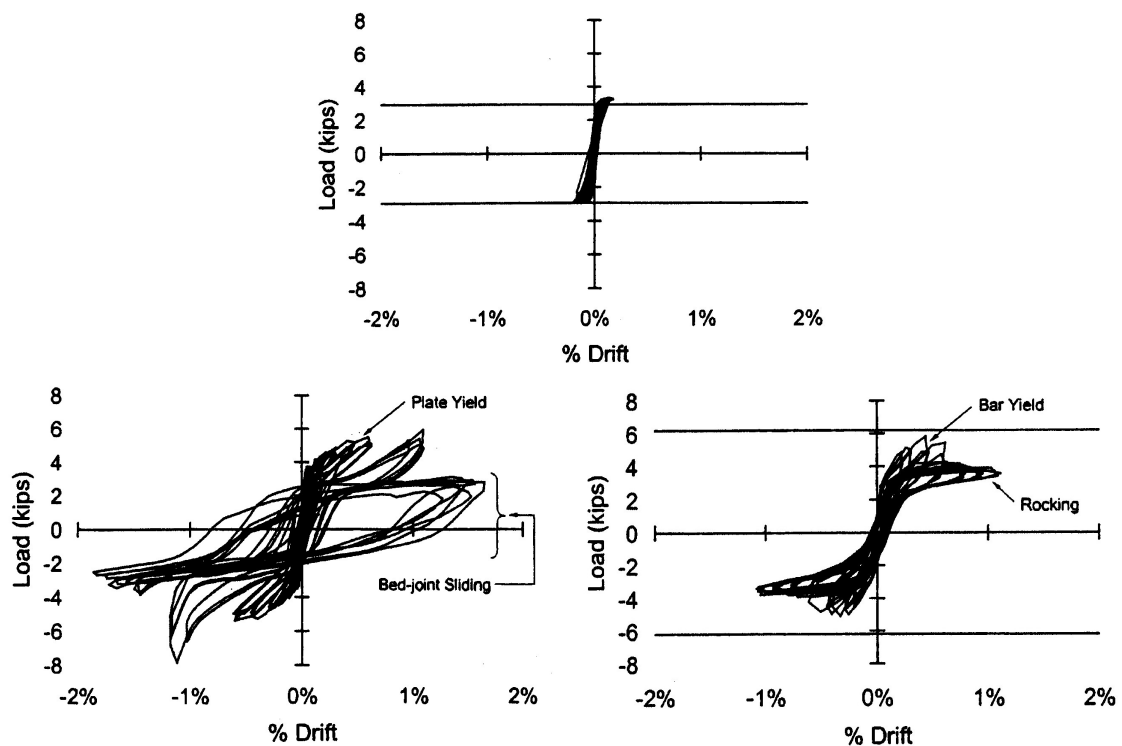 8
6
4
2
0
-2
-4
-6
-8
Load (kips)
-2% -1% 0% 1% 2%
% Drift
8
6
4
2
0
-2
-4
-6
-8
Load (kips)
Plate Yield
Bed-joint Sliding
-2% -1% 0% 1% 2%
% Drift
8
6
4
2
0
-2
-4
-6
-8
Load (kips)
Bar Yield
Rocking
-2% -1% 0% 1% 2%
% Drift